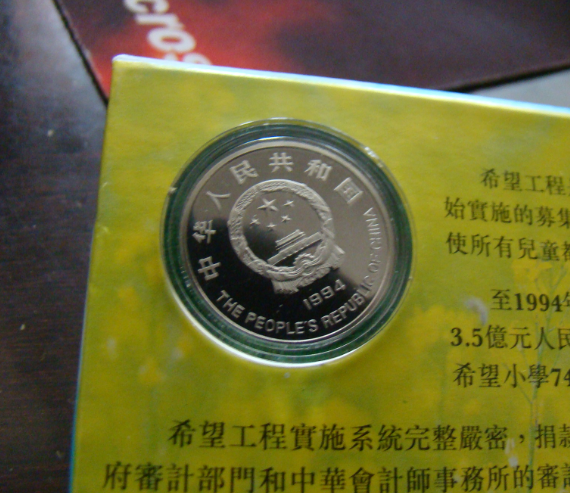 cros
中华人民共和国
1994
THE PEOPLE'S REPUBLIC OF CHINA
希望工程
始實施的募集
使所有兒童都
至1994年
3.5億元人民
希望小學74
希望工程實施系統完整嚴密，捐款
府審計部門和中華會計師事務所的審計